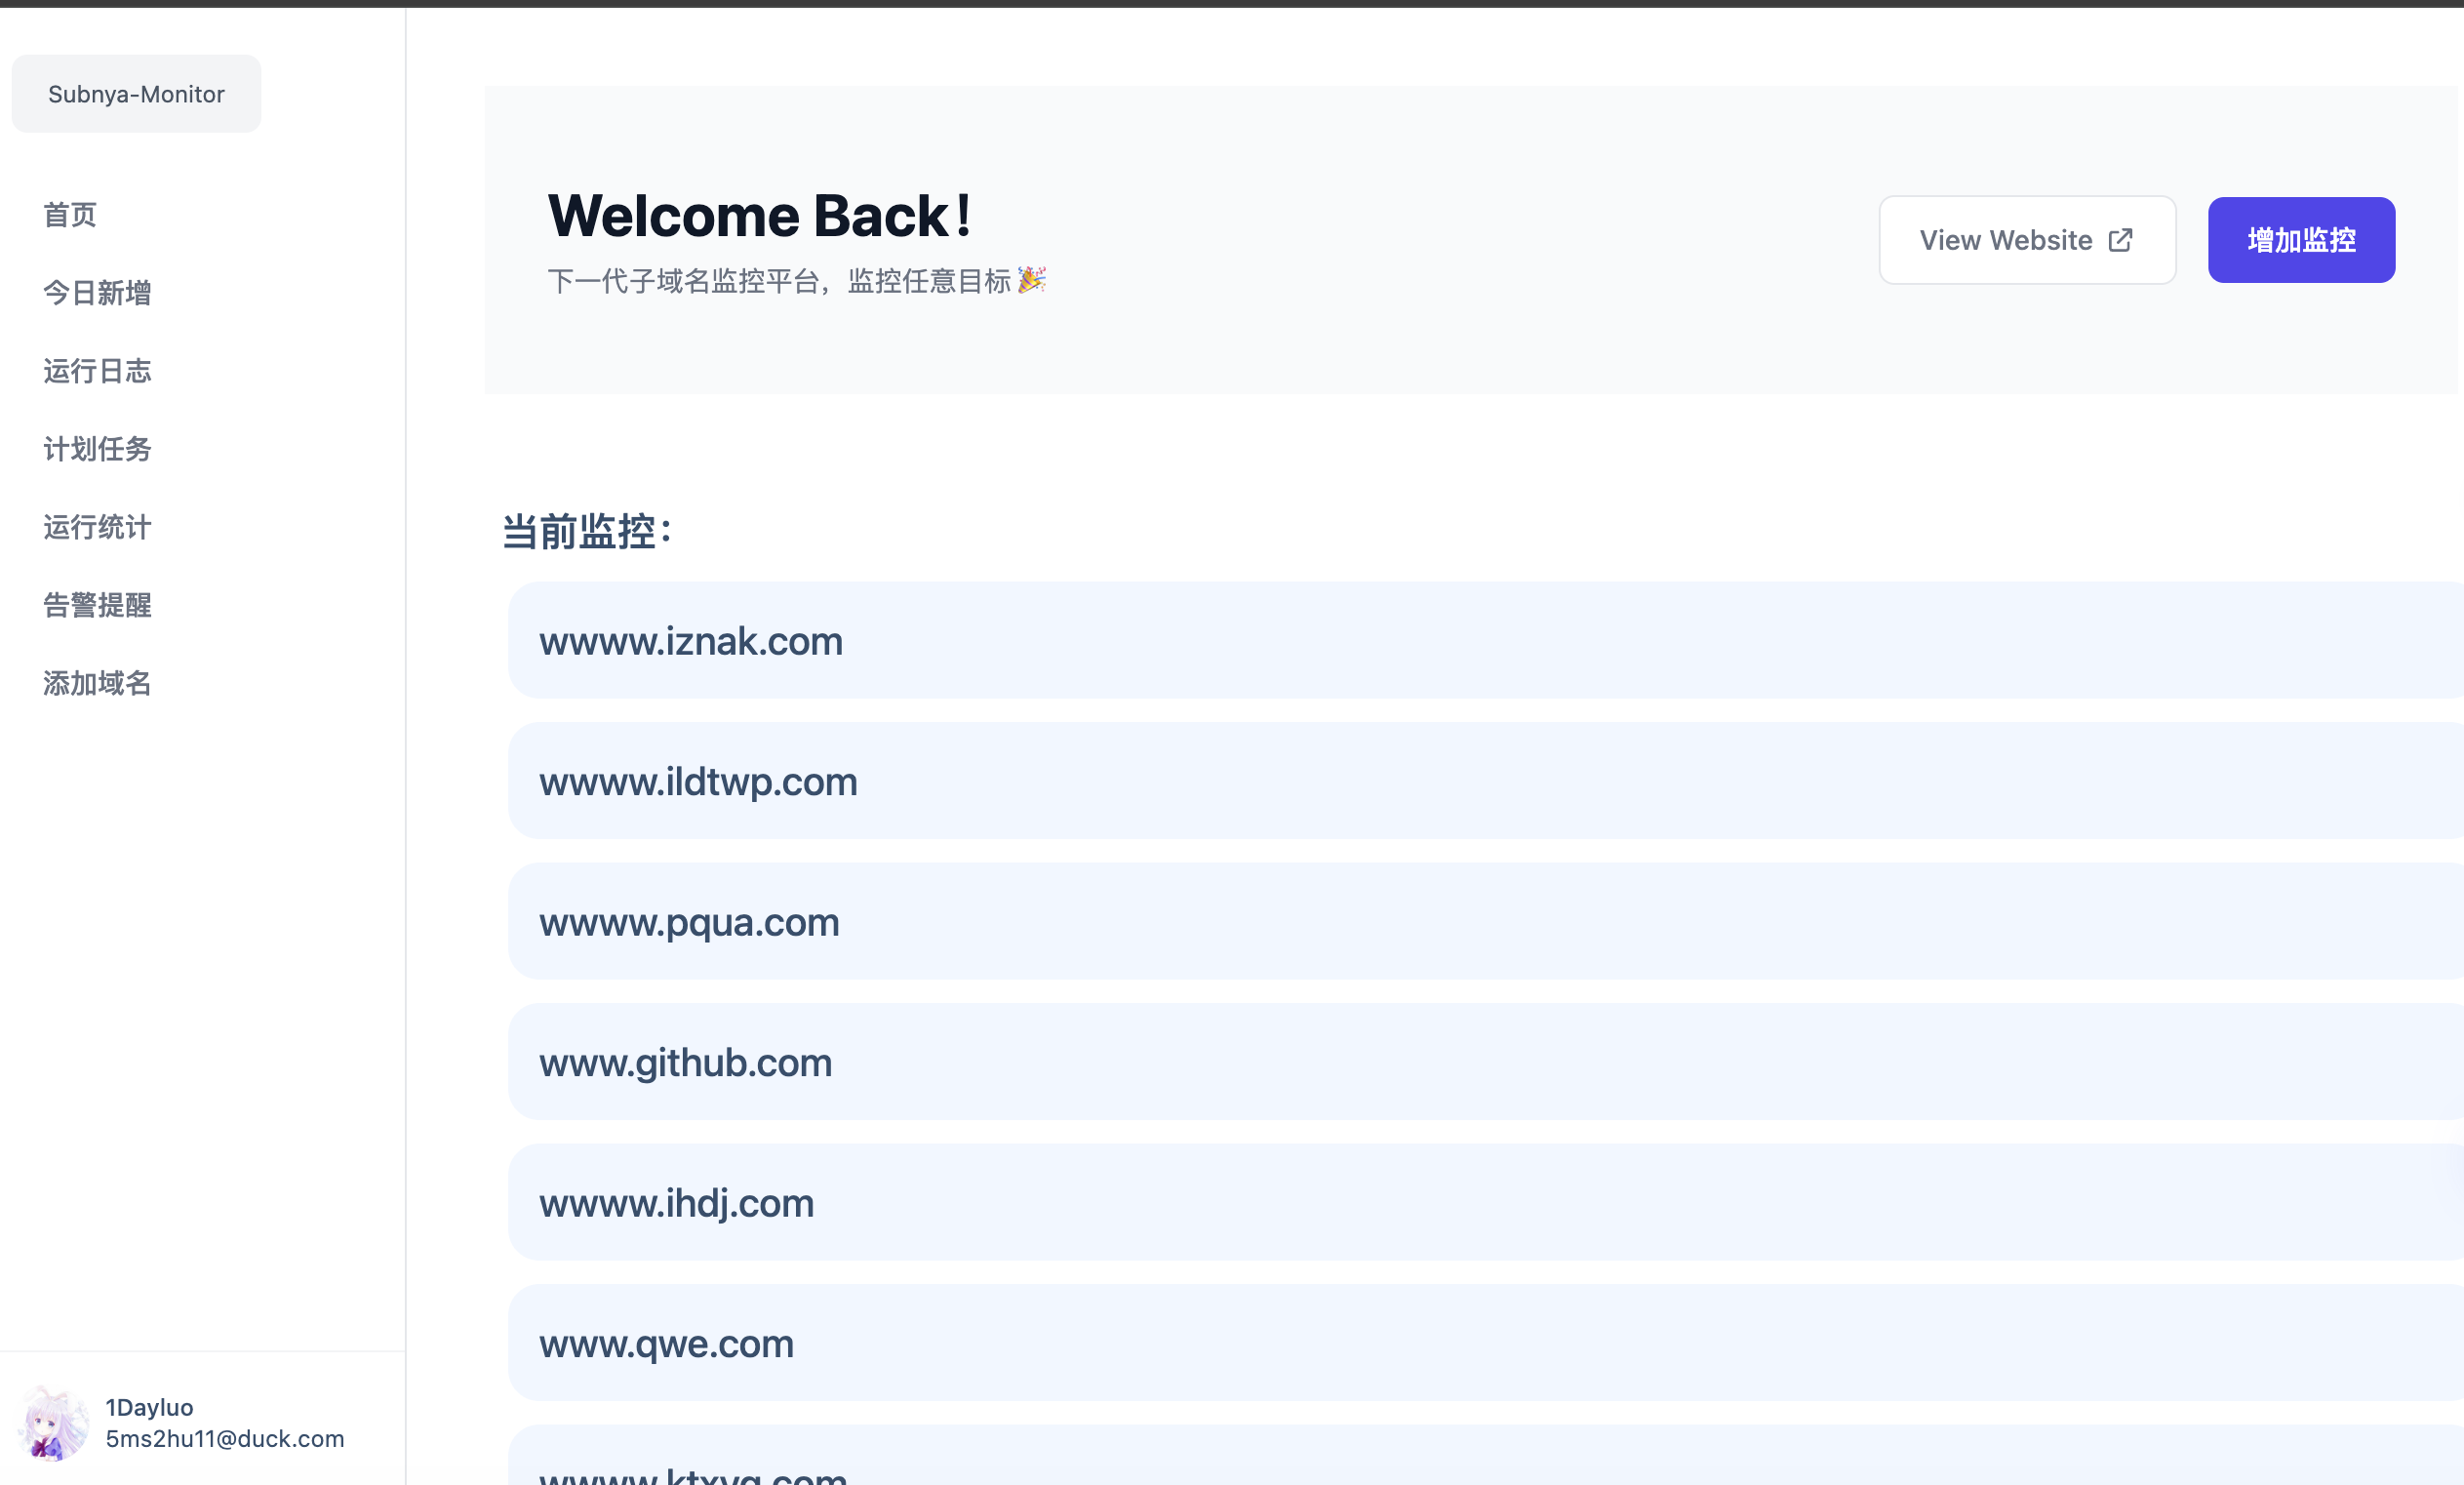 Subnya-Monitor
首页
今日新增
运行日志
计划任务
运行统计
告警提醒
添加域名
1Dayluo
5ms2hu11@duck.com
Welcome Back!
下一代子域名监控平台，监控任意目标🎉
View Website
增加监控
当前监控：
wwww.iznak.com
wwww.ildtwp.com
wwww.pqua.com
www.github.com
wwww.ihdj.com
www.qwe.com